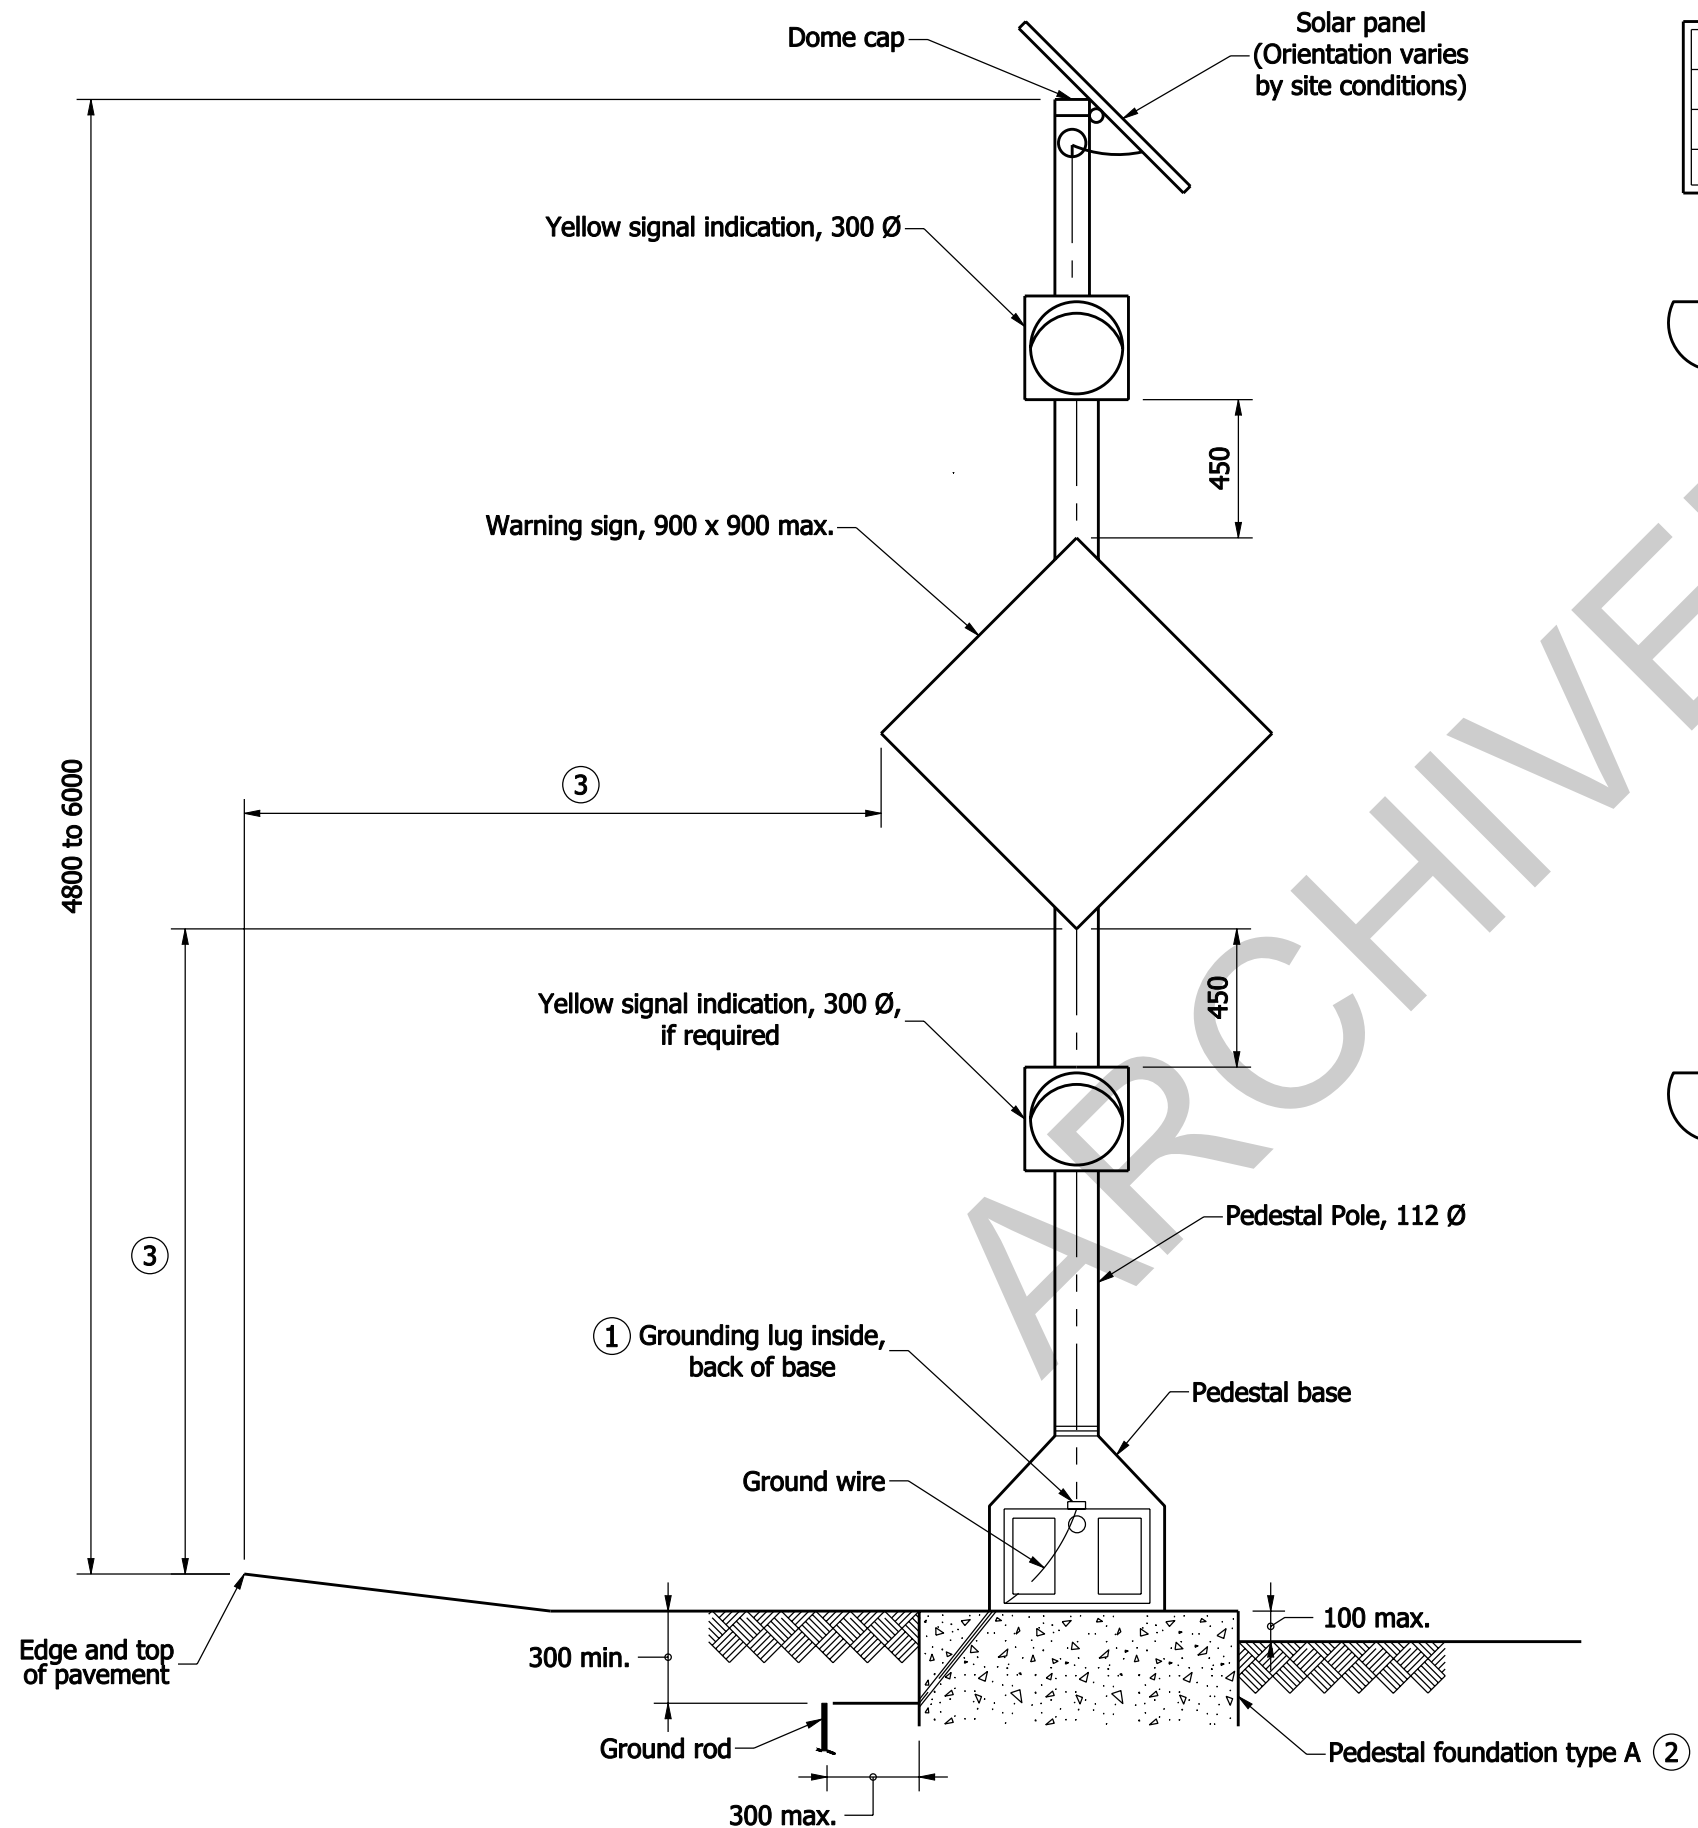 Dome cap
Solar panel
(Orientation varies
by site conditions)
Yellow signal indication, 300 Ø
450
Warning sign, 900 x 900 max.
4800 to 6000
3
Yellow signal indication, 300 Ø,
if required
450
Pedestal Pole, 112 Ø
3
1 Grounding lug inside,
back of base
Pedestal base
Ground wire
100 max.
Edge and top
of pavement
300 min.
Ground rod
Pedestal foundation type A 2
300 max.
ARCHIVE